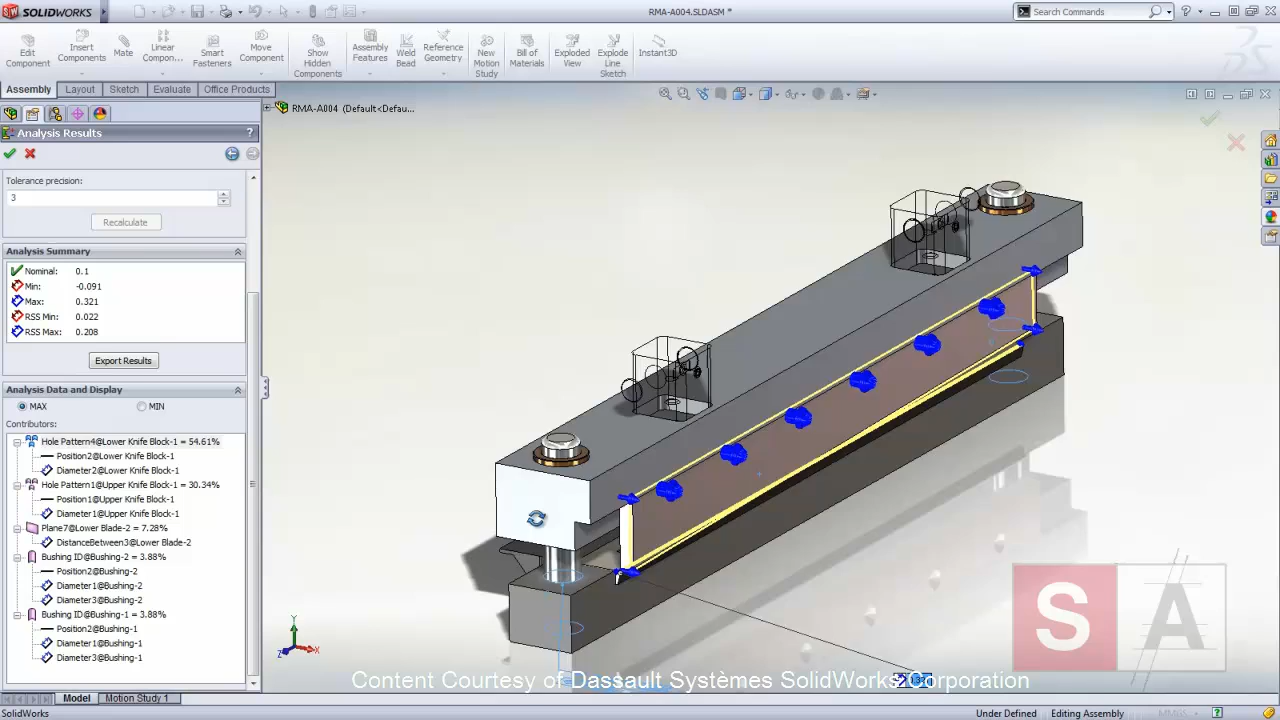 SOLIDWORKS
RMA-A004.SLDASM *
Search Commands
Edit Component
Insert Components
Mate
Linear Compon...
Smart Fasteners
Move Component
Show Hidden Components
Assembly Features
Weld Bead
Reference Geometry
New Motion Study
Bill of Materials
Exploded View
Explode Line Sketch
Instant3D
Assembly
Layout
Sketch
Evaluate
Office Products
RMA-A004 (Default<Defau...
Analysis Results
?
Tolerance precision:
3
Recalculate
Analysis Summary
Nominal: 0.1
Min: -0.091
Max: 0.321
RSS Min: 0.022
RSS Max: 0.208
Export Results
Analysis Data and Display
MAX
MIN
Contributors:
Hole Pattern4@Lower Knife Block-1 = 54.61%
Position2@Lower Knife Block-1
Diameter2@Lower Knife Block-1
Hole Pattern1@Upper Knife Block-1 = 30.34%
Position1@Upper Knife Block-1
Diameter1@Upper Knife Block-1
Plane7@Lower Blade-2 = 7.28%
DistanceBetween3@Lower Blade-2
Bushing ID@Bushing-2 = 3.88%
Position2@Bushing-2
Diameter1@Bushing-2
Diameter3@Bushing-2
Bushing ID@Bushing-1 = 3.88%
Position2@Bushing-1
Diameter1@Bushing-1
Diameter3@Bushing-1
Y
X
Z
SA
Content Courtesy of Dassault Systèmes SolidWorks Corporation
Model
Motion Study 1
SolidWorks
Under Defined
Editing Assembly
MMGS